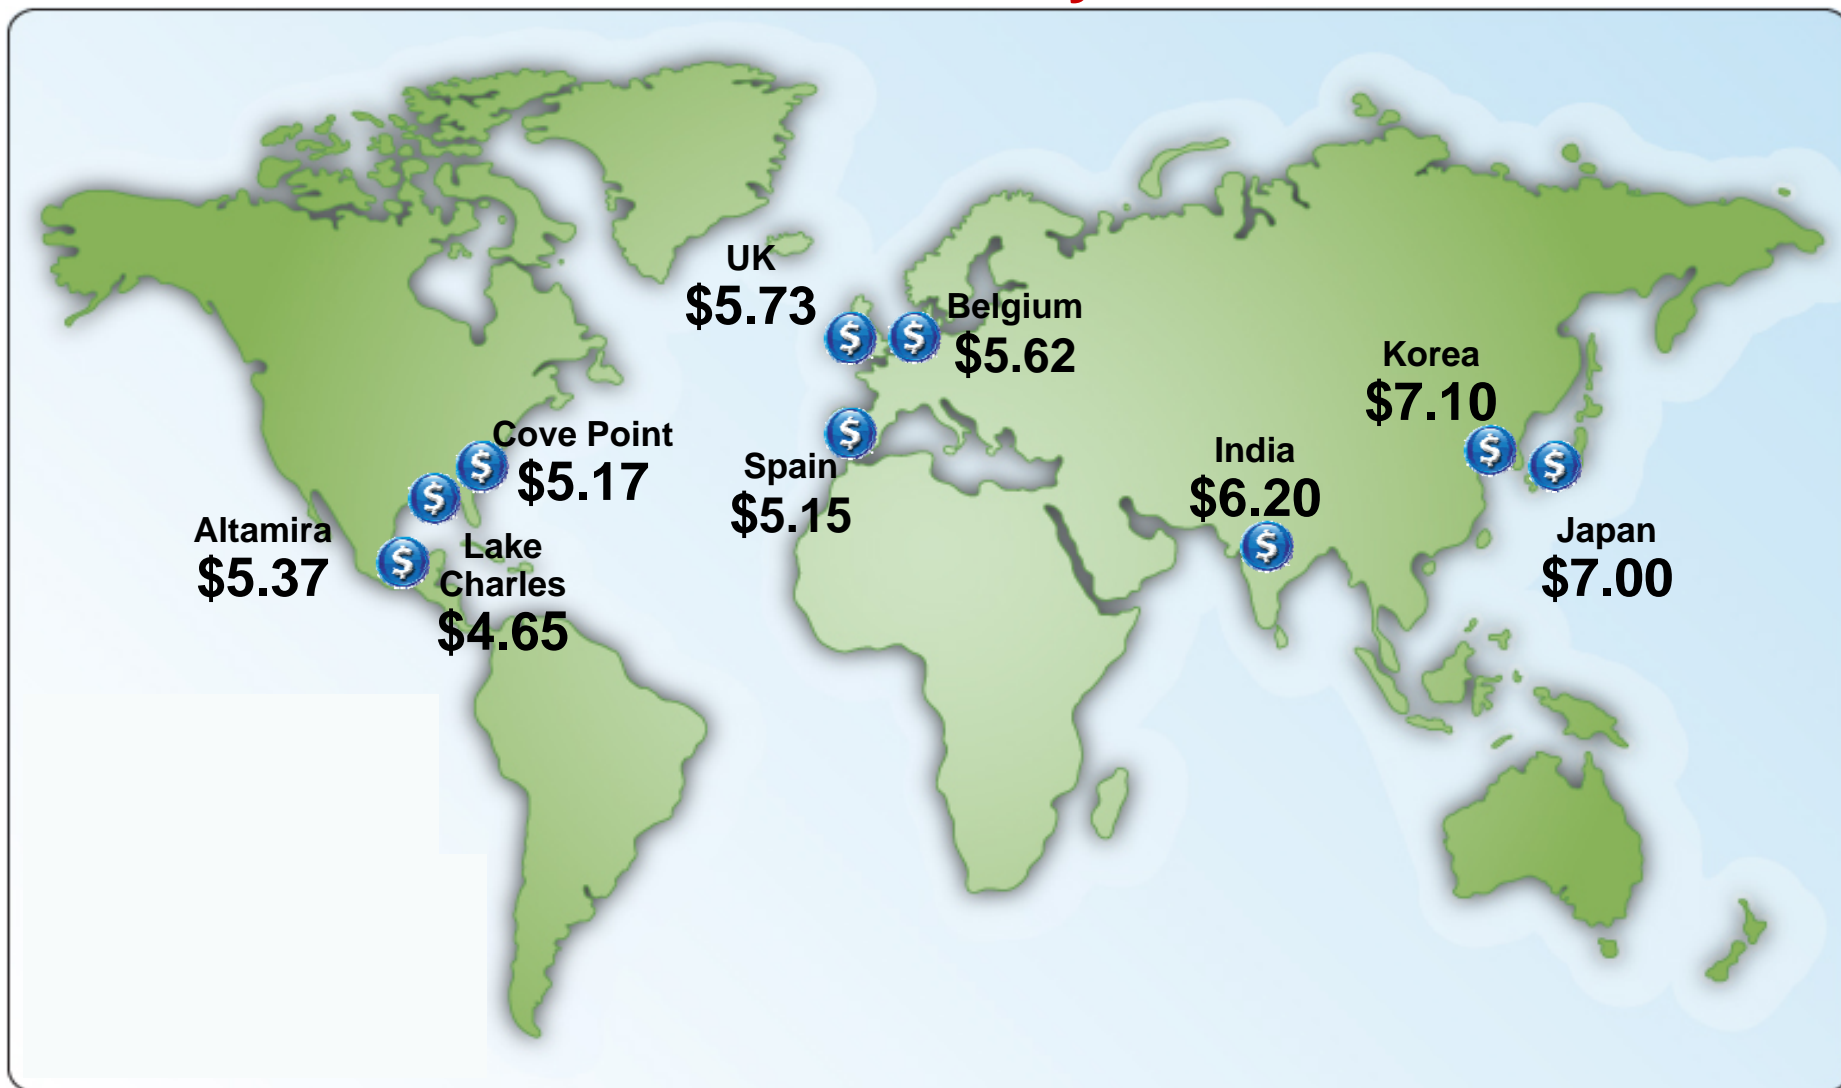 UK
$5.73
Belgium
$5.62
Korea
$7.10
Cove Point
$5.17
Spain
$5.15
India
$6.20
Altamira
$5.37
Lake
Charles
$4.65
Japan
$7.00